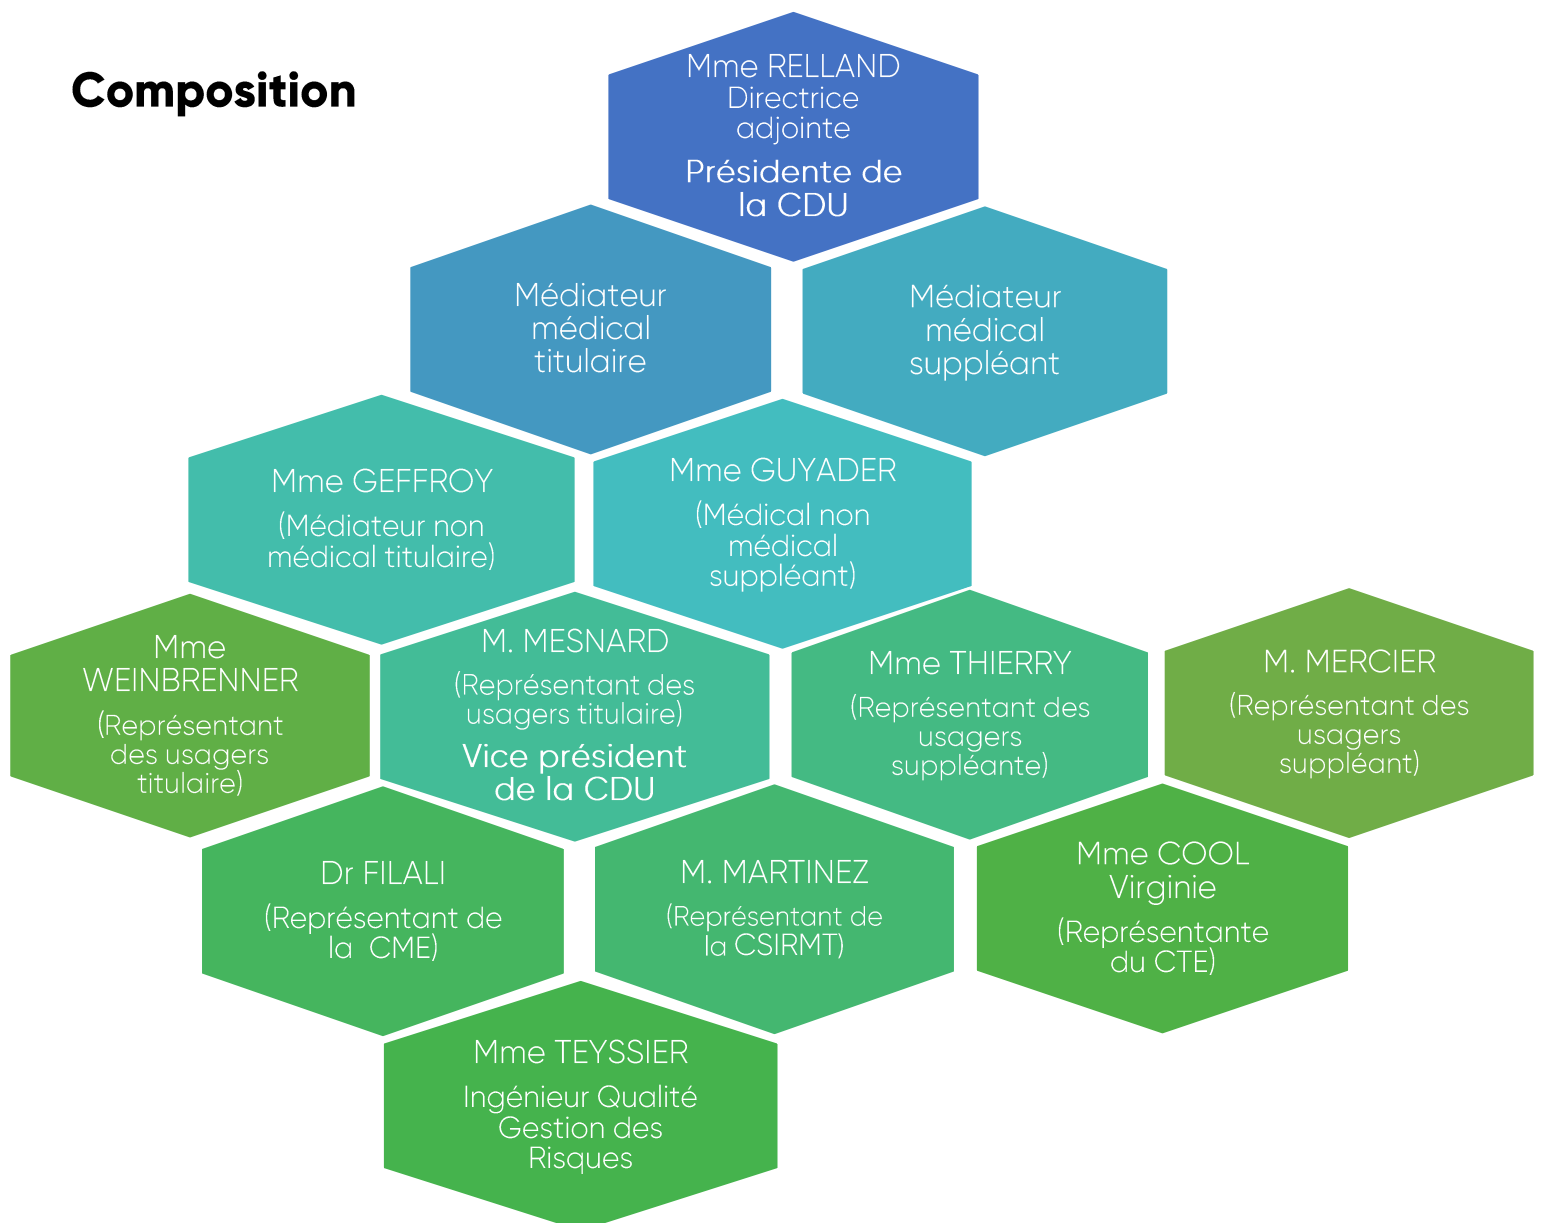 Composition
Mme RELLAND
Directrice
adjointe
Présidente de
la CDU
Médiateur
médical
titulaire
Médiateur
médical
suppléant
Mme GEFFROY
(Médiateur non
médical titulaire)
Mme GUYADER
(Médical non
médical
suppléant)
Mme
WEINBRENNER
(Représentant
des usagers
titulaire)
M. MESNARD
(Représentant des
usagers titulaire)
Vice président
de la CDU
Mme THIERRY
(Représentant des
usagers
suppléante)
M. MERCIER
(Représentant des
usagers
suppléant)
Dr FILALI
(Représentant de
la  CME)
M. MARTINEZ
(Représentant de
la CSIRMT)
Mme COOL
Virginie
(Représentante
du CTE)
Mme TEYSSIER
Ingénieur Qualité
Gestion des
Risques